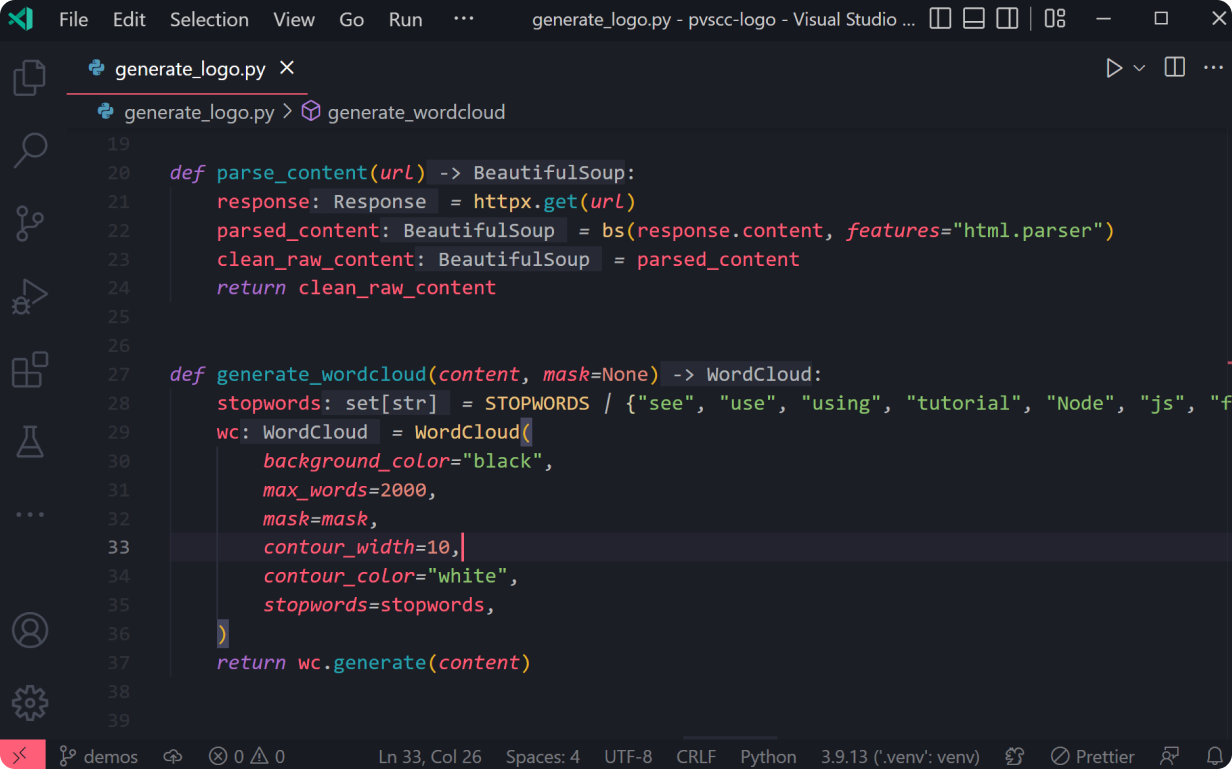 File Edit Selection View Go Run ··· generate_logo.py - pvscc-logo - Visual Studio ...
generate_logo.py
generate_logo.py > generate_wordcloud
19
20 def parse_content(url) -> BeautifulSoup:
21 response: Response = httpx.get(url)
22 parsed_content: BeautifulSoup = bs(response.content, features="html.parser")
23 clean_raw_content: BeautifulSoup = parsed_content
24 return clean_raw_content
25
26
27 def generate_wordcloud(content, mask=None) -> WordCloud:
28 stopwords: set[str] = STOPWORDS | {"see", "use", "using", "tutorial", "Node", "js", "f
29 wc: WordCloud = WordCloud(
30 background_color="black",
31 max_words=2000,
32 mask=mask,
33 contour_width=10,
34 contour_color="white",
35 stopwords=stopwords,
36 )
37 return wc.generate(content)
38
39
demos 0 0 Ln 33, Col 26 Spaces: 4 UTF-8 CRLF Python 3.9.13 ('.venv': venv) Prettier